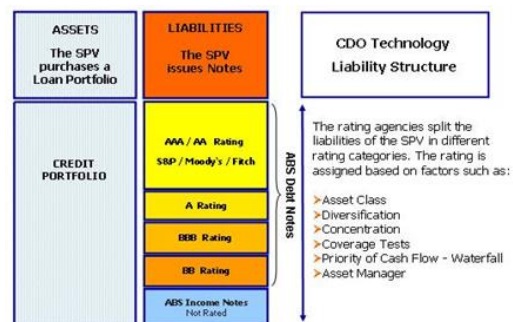 ASSETS
The SPV
purchases a
Loan Portfolio
LIABILITIES
The SPV
issues Notes
CDO Technology
Liability Structure
CREDIT
PORTFOLIO
AAA / AA Rating
S&P / Moody's / Fitch
A Rating
BBB Rating
BB Rating
ABS Income Notes
Not Rated
ABS Debt Notes
The rating agencies split the
liabilities of the SPV in different
rating categories. The rating is
assigned based on factors such as:
➤Asset Class
➤Diversification
➤Concentration
➤Coverage Tests
➤Priority of Cash Flow - Waterfall
➤Asset Manager